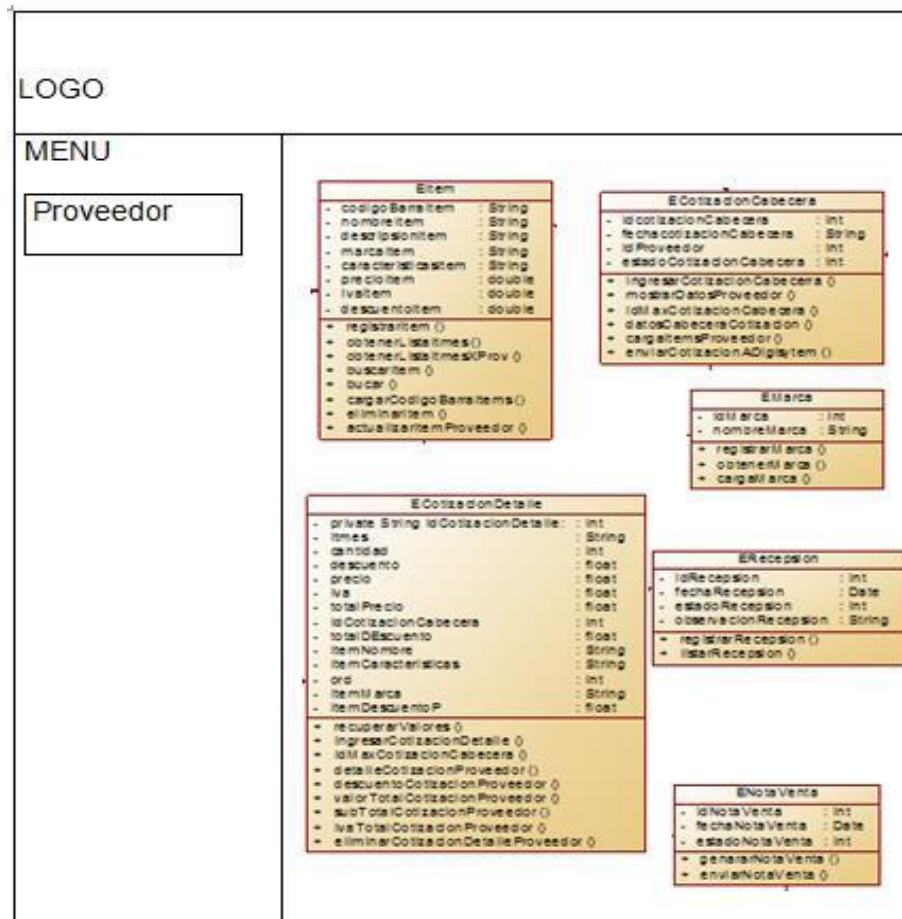 LOGO
MENU
Proveedor
EItem
- codigoBarraItem : String
- nombreItem : String
- descripsionItem : String
- marcaItem : String
- caracteristicasItem : String
- precioItem : double
- ivaItem : double
- descuentoItem : double
+ registrarItem ()
+ obtenerListaItmes ()
+ obtenerListaItmesXProv ()
+ buscarItem ()
+ bucar ()
+ cargarCodigoBarraItems ()
+ eliminarItem ()
+ actualizarItemProveedor ()
ECotizacionCabecera
- idcotizacionCabecera : int
- fechacotizacionCabecera : String
- idProveedor : int
- estadoCotizacionCabecera : int
+ ingresarCotizacionCabecerra ()
+ mostrarDatosProveedor ()
+ idMaxCotizacionCabecera ()
+ datosCabeceraCotizacion ()
+ cargaItemsProveedor ()
+ enviarCotizacionADigisytem ()
EMarca
- idMarca : int
- nombreMarca : String
+ registrarMarca ()
+ obtenerMarca ()
+ cargaMarca ()
ECotizacionDetalle
- private String idCotizacionDetalle: : int
- itmes : String
- cantidad : int
- descuento : float
- precio : float
- iva : float
- totalPrecio : float
- idCotizacionCabecera : int
- totalDEscuento : float
- itemNombre : String
- itemCaracteristicas : String
- ord : int
- itemMarca : String
- itemDescuentoP : float
+ recuperarValores ()
+ ingresarCotizacionDetalle ()
+ idMaxCotizacionCabecera ()
+ detalleCotizacionProveedor ()
+ descuentoCotizacionProveedor ()
+ valorTotalCotizacionProveedor ()
+ subTotalCotizacionProveedor ()
+ ivaTotalCotizacionProveedor ()
+ eliminarCotizacionDetalleProveedor ()
ERecepsion
- idRecepsion : int
- fechaRecepsion : Date
- estadoRecepsion : int
- observacionRecepsion : String
+ registrarRecepsion ()
+ listarRecepsion ()
ENotaVenta
- idNotaVenta : int
- fechaNotaVenta : Date
- estadoNotaVenta : int
+ genararNotaVenta ()
+ enviarNotaVenta ()